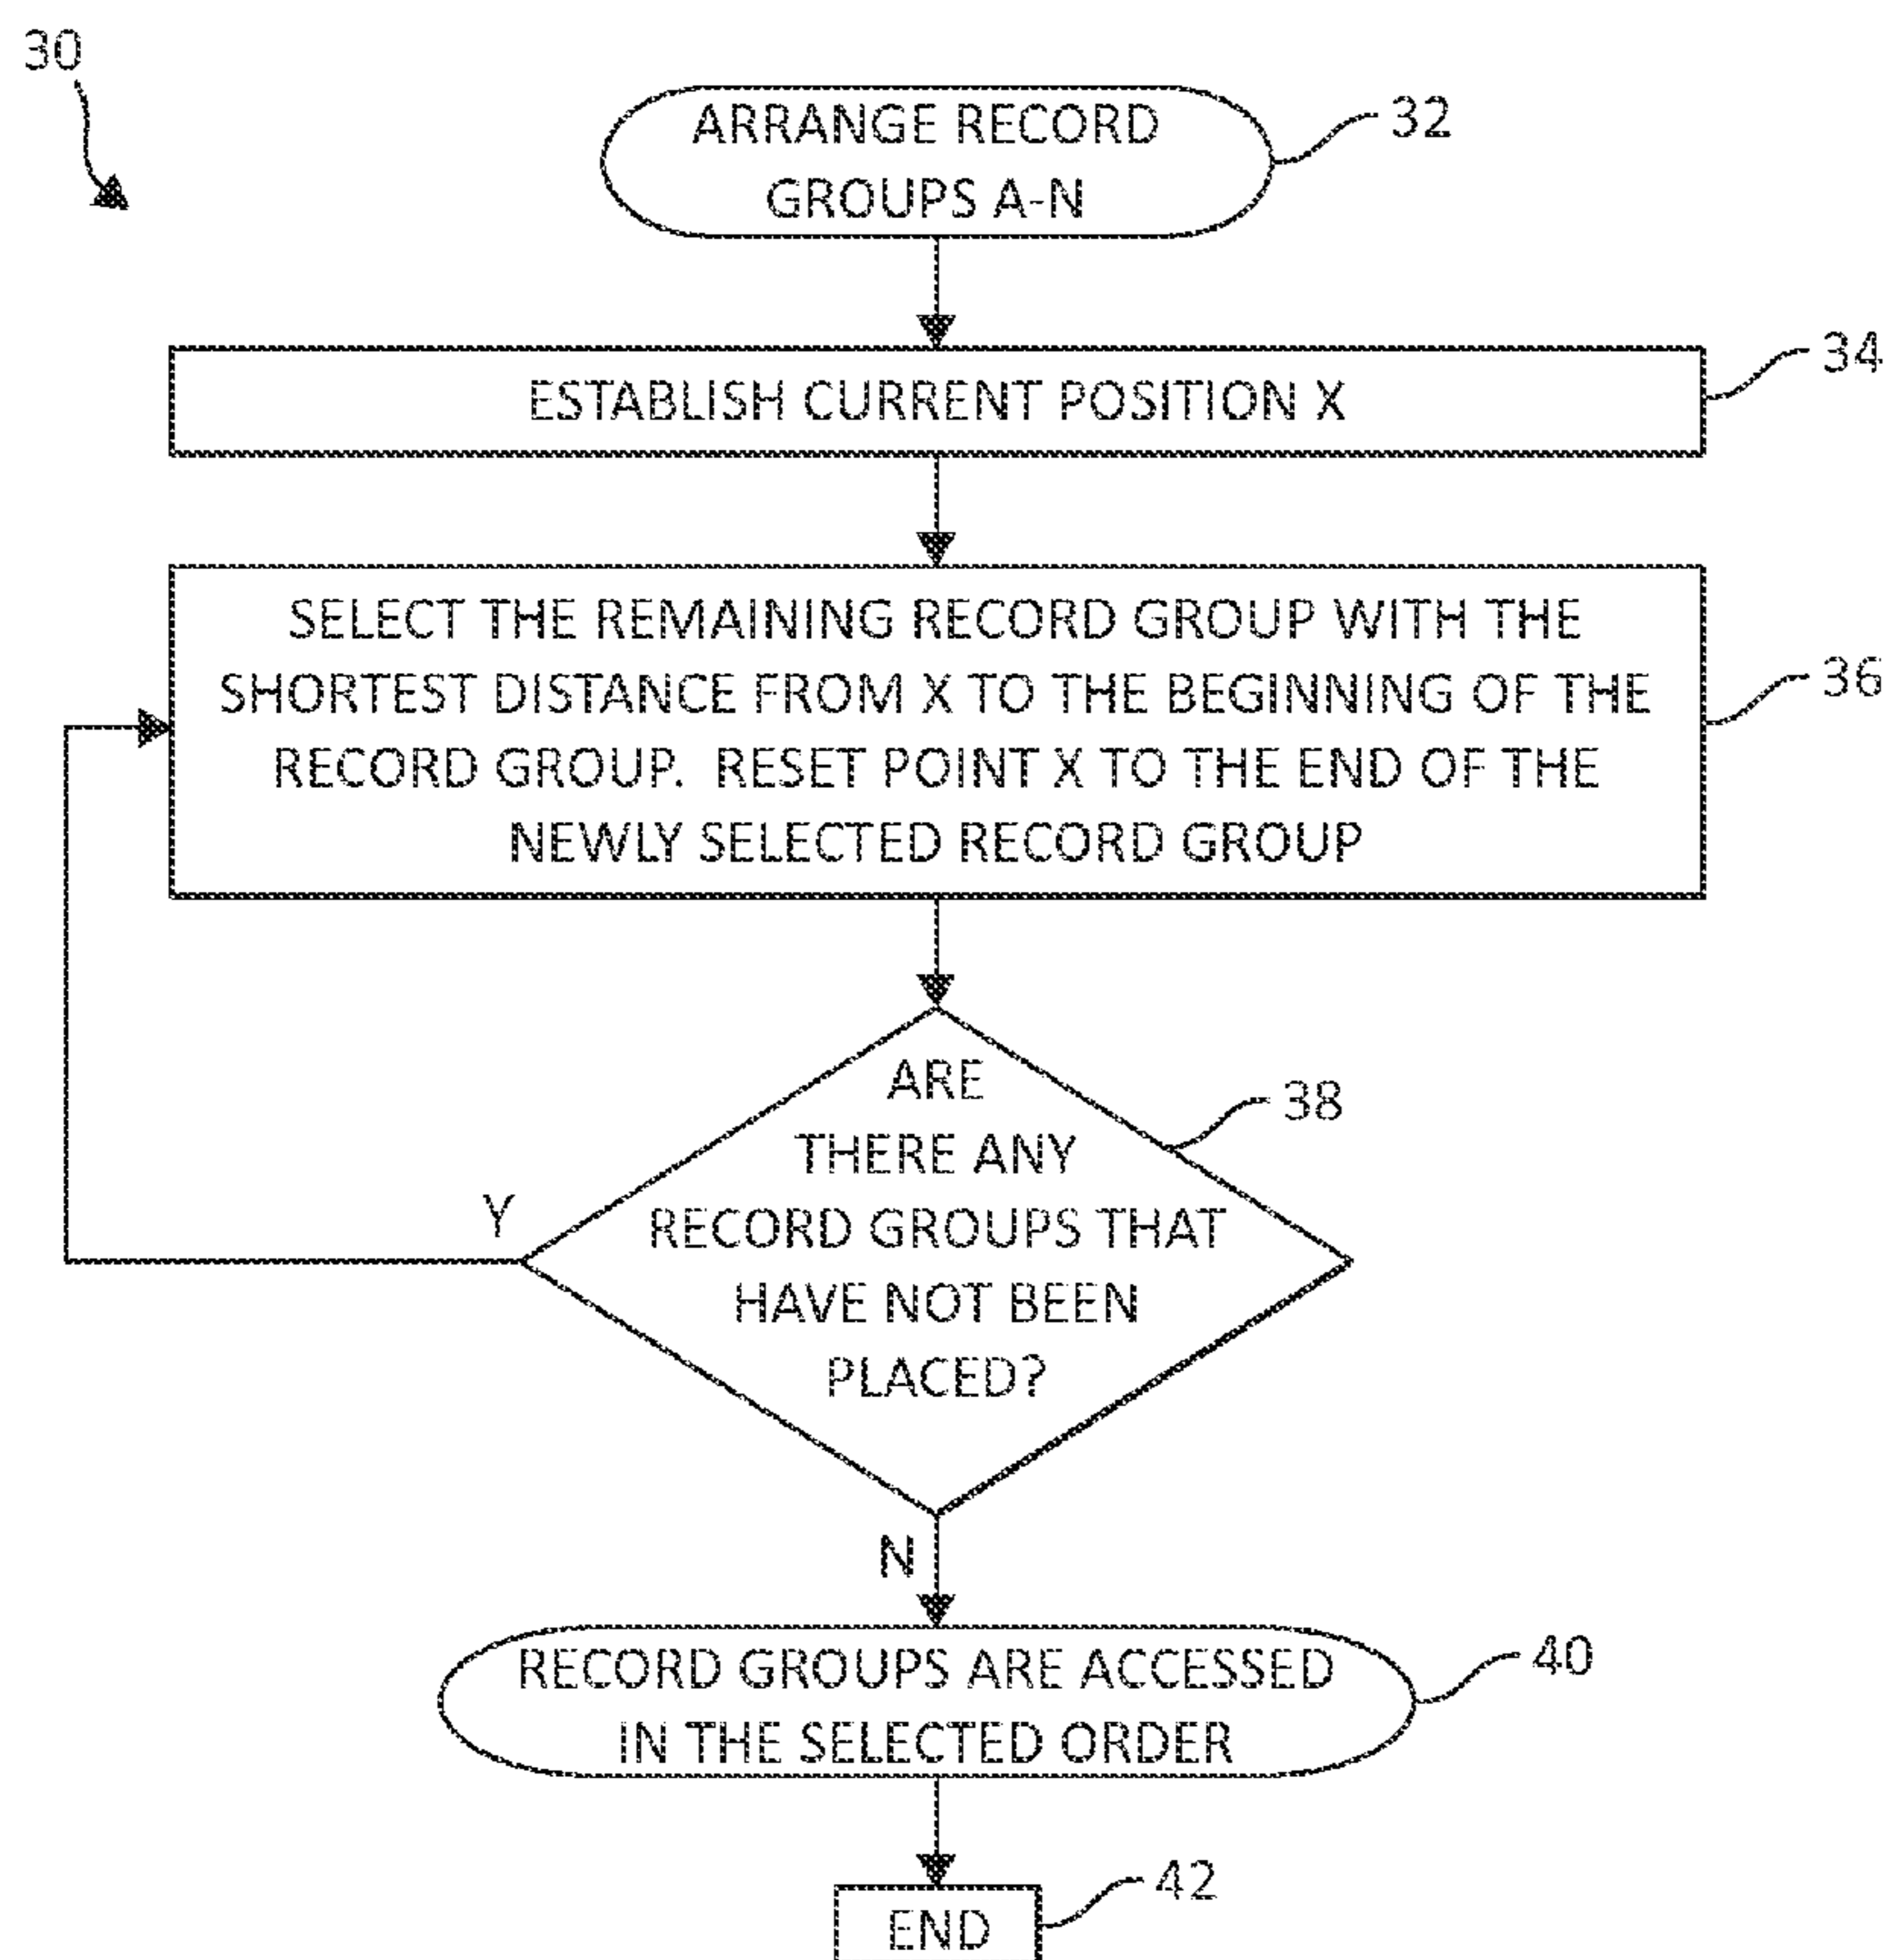 30
ARRANGE RECORD
GROUPS A-N
32
ESTABLISH CURRENT POSITION X
34
SELECT THE REMAINING RECORD GROUP WITH THE
SHORTEST DISTANCE FROM X TO THE BEGINNING OF THE
RECORD GROUP. RESET POINT X TO THE END OF THE
NEWLY SELECTED RECORD GROUP
36
ARE
THERE ANY
RECORD GROUPS THAT
HAVE NOT BEEN
PLACED?
38
Y
N
RECORD GROUPS ARE ACCESSED
IN THE SELECTED ORDER
40
END
42